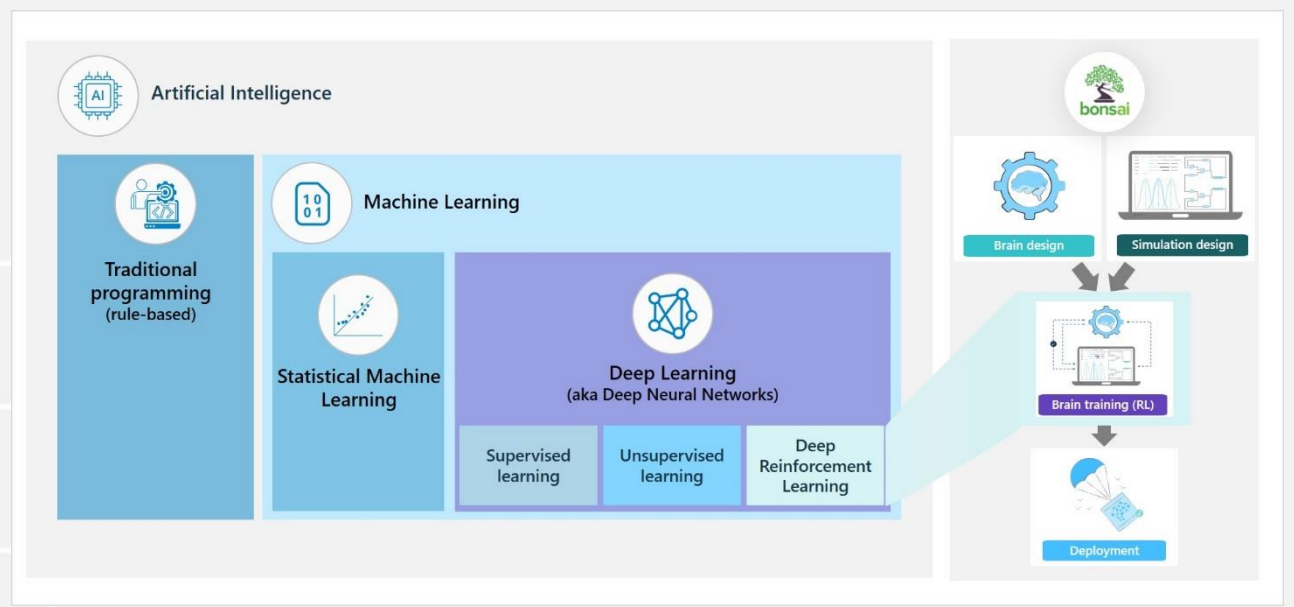 AI
Artificial Intelligence
Traditional
programming
(rule-based)
10
01
Machine Learning
Statistical Machine
Learning
Deep Learning
(aka Deep Neural Networks)
Supervised
learning
Unsupervised
learning
Deep
Reinforcement
Learning
bonsai
Brain design
Simulation design
Brain training (RL)
Deployment